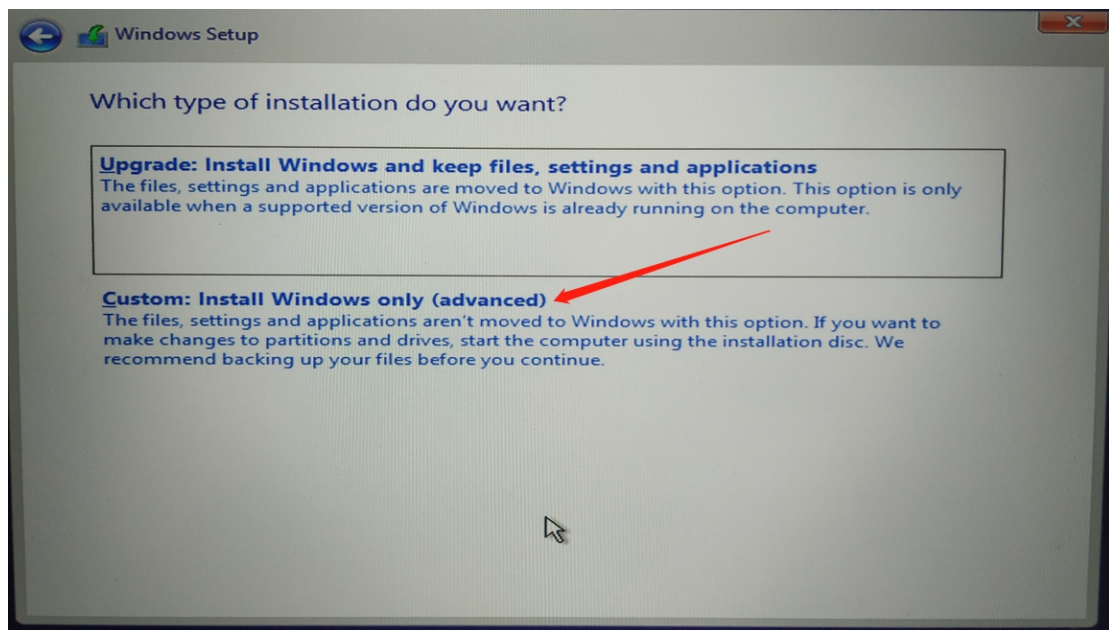 Windows Setup
Which type of installation do you want?
Upgrade: Install Windows and keep files, settings and applications
The files, settings and applications are moved to Windows with this option. This option is only
available when a supported version of Windows is already running on the computer.
Custom: Install Windows only (advanced)
The files, settings and applications aren't moved to Windows with this option. If you want to
make changes to partitions and drives, start the computer using the installation disc. We
recommend backing up your files before you continue.